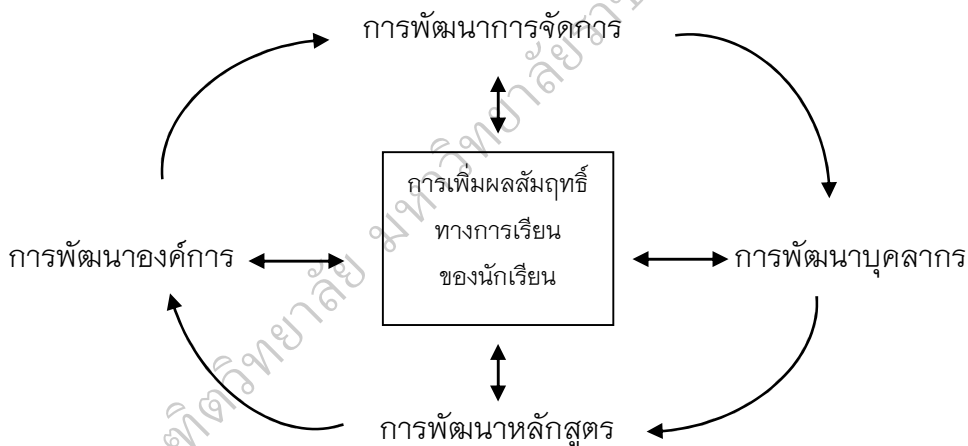 การพัฒนาการจัดการ
การเพิ่มผลสัมฤทธิ์
ทางการเรียน
ของนักเรียน
การพัฒนาองค์การ
การพัฒนาบุคลากร
การพัฒนาหลักสูตร